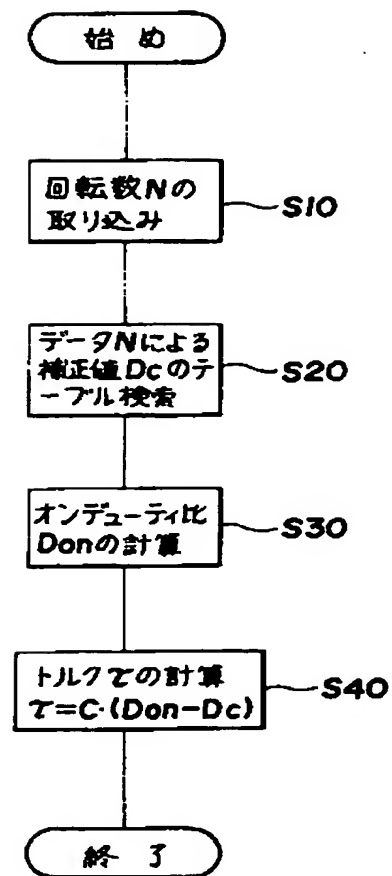 始め
回転数Nの
取り込み
S10
データNによる
補正値Dcのテ
ーブル検索
S20
オンデューティ比
Donの計算
S30
トルクτの計算
τ=C·(Don-Dc)
S40
終了